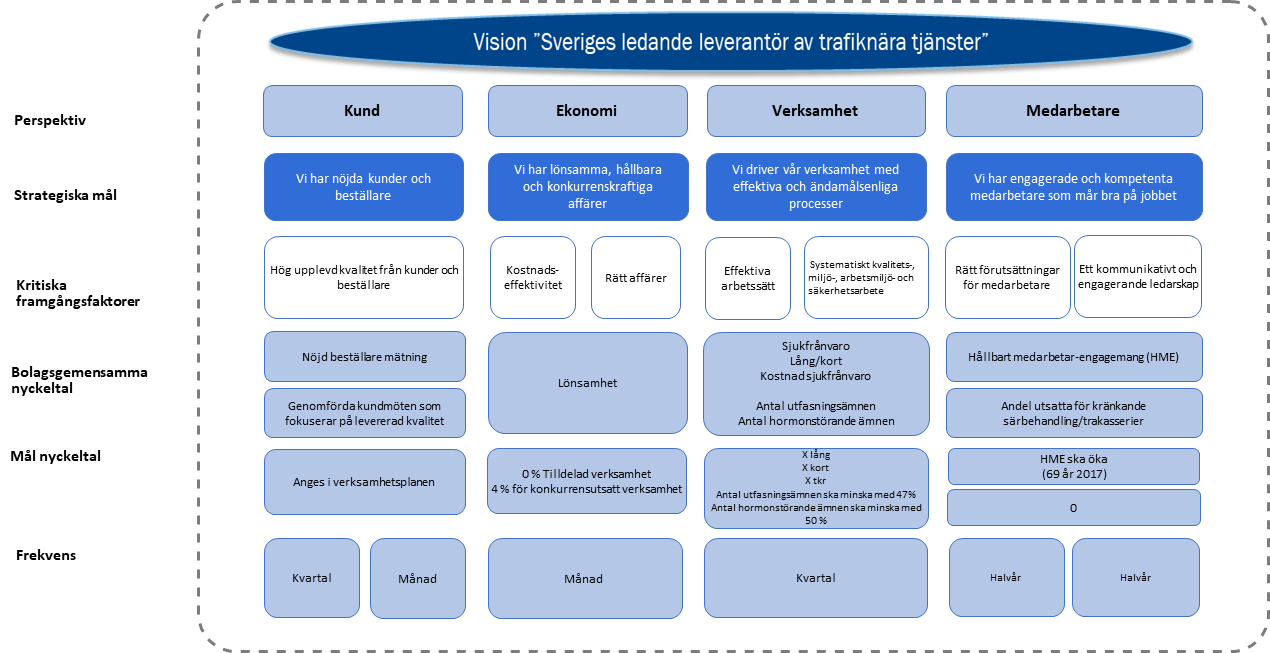 Vision ”Sveriges ledande leverantör av trafiknära tjänster”
Perspektiv
Kund
Ekonomi
Verksamhet
Medarbetare
Strategiska mål
Vi har nöjda kunder och
beställare
Vi har lönsamma, hållbara
och konkurrenskraftiga
affärer
Vi driver vår verksamhet med
effektiva och ändamålsenliga
processer
Vi har engagerade och kompetenta
medarbetare som mår bra på jobbet
Kritiska
framgångsfaktorer
Hög upplevd kvalitet från kunder och
beställare
Kostnads-
effektivitet
Rätt affärer
Effektiva
arbetssätt
Systematiskt kvalitets-,
miljö-, arbetsmiljö- och
säkerhetsarbete
Rätt förutsättningar
för medarbetare
Ett kommunikativt och
engagerande ledarskap
Bolagsgemensamma
nyckeltal
Nöjd beställare mätning
Genomförda kundmöten som
fokuserar på levererad kvalitet
Lönsamhet
Sjukfrånvaro
Lång/kort
Kostnad sjukfrånvaro
Antal utfasningsämnen
Antal hormonstörande ämnen
Hållbart medarbetar-engagemang (HME)
Andel utsatta för kränkande
särbehandling/trakasserier
Mål nyckeltal
Anges i verksamhetsplanen
0 % Tilldelad verksamhet
4 % för konkurrensutsatt verksamhet
X lång
X kort
X tkr
Antal utfasningsämnen ska minska med 47%
Antal hormonstörande ämnen ska minska med
50 %
HME ska öka
(69 år 2017)
0
Frekvens
Kvartal
Månad
Månad
Kvartal
Halvår
Halvår